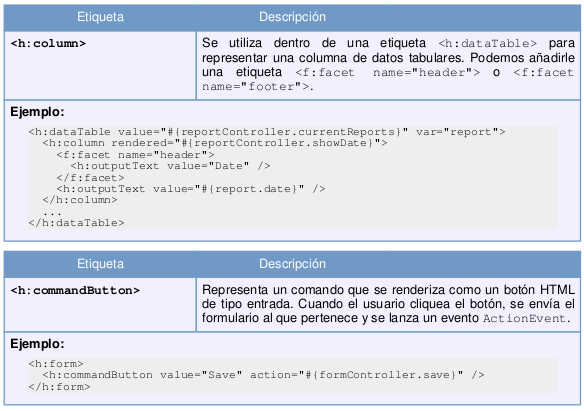 Etiqueta Descripción
<h:column> Se utiliza dentro de una etiqueta <h:dataTable> para
representar una columna de datos tabulares. Podemos añadirle
una etiqueta <f:facet name="header"> o <f:facet
name="footer">.
Ejemplo:
<h:dataTable value="#{reportController.currentReports}" var="report">
<h:column rendered="#{reportController.showDate}">
<f:facet name="header">
<h:outputText value="Date" />
</f:facet>
<h:outputText value="#{report.date}" />
</h:column>
...
</h:dataTable>
Etiqueta Descripción
<h:commandButton> Representa un comando que se renderiza como un botón HTML
de tipo entrada. Cuando el usuario cliquea el botón, se envía el
formulario al que pertenece y se lanza un evento ActionEvent.
Ejemplo:
<h:form>
<h:commandButton value="Save" action="#{formController.save}" />
</h:form>